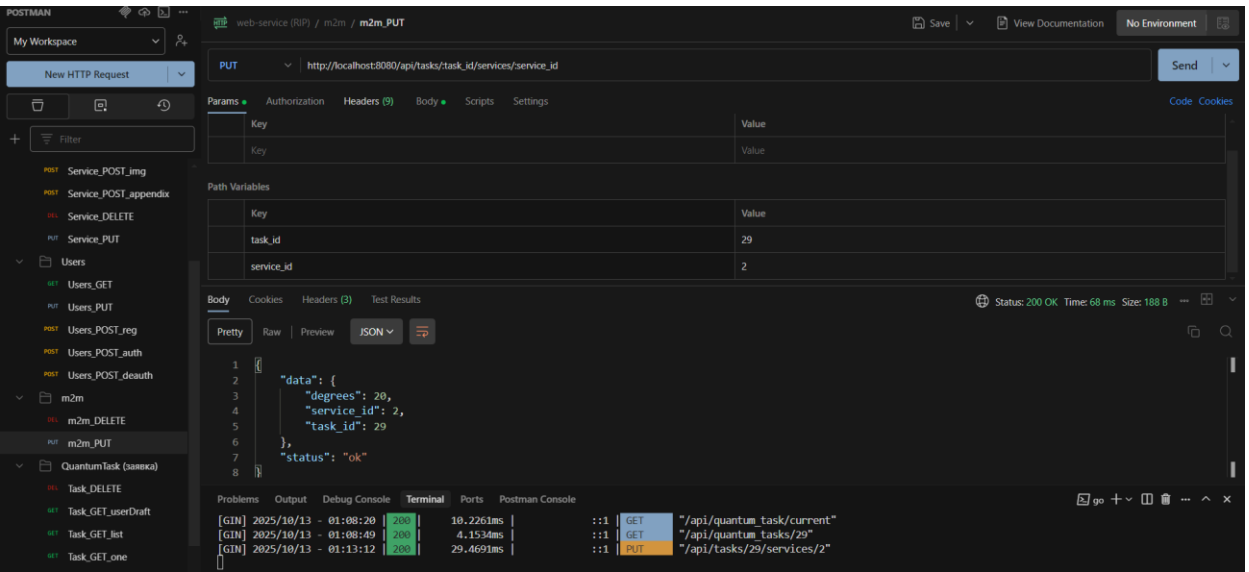 POSTMAN
web-service (RIP) / m2m / m2m_PUT
Save
View Documentation
No Environment
My Workspace
New HTTP Request
PUT
http://localhost:8080/api/tasks/:task_id/services/:service_id
Send
Params
Authorization
Headers (9)
Body
Scripts
Settings
Code
Cookies
Filter
Key
Value
Key
Value
Path Variables
Key
Value
task_id
29
service_id
2
POST Service_POST_img
POST Service_POST_appendix
DEL Service_DELETE
PUT Service_PUT
Users
GET Users_GET
PUT Users_PUT
POST Users_POST_reg
POST Users_POST_auth
POST Users_POST_deauth
m2m
DEL m2m_DELETE
PUT m2m_PUT
QuantumTask (заявка)
DEL Task_DELETE
GET Task_GET_userDraft
GET Task_GET_list
GET Task_GET_one
Body
Cookies
Headers (3)
Test Results
Status: 200 OK Time: 68 ms Size: 188 B
Pretty
Raw
Preview
JSON
1 {
2 "data": {
3 "degrees": 20,
4 "service_id": 2,
5 "task_id": 29
6 },
7 "status": "ok"
8 }
Problems
Output
Debug Console
Terminal
Ports
Postman Console
go
[GIN] 2025/10/13 - 01:08:20 | 200 | 10.2261ms | ::1 | GET "/api/quantum_task/current"
[GIN] 2025/10/13 - 01:08:49 | 200 | 4.1534ms | ::1 | GET "/api/quantum_tasks/29"
[GIN] 2025/10/13 - 01:13:12 | 200 | 29.4691ms | ::1 | PUT "/api/tasks/29/services/2"